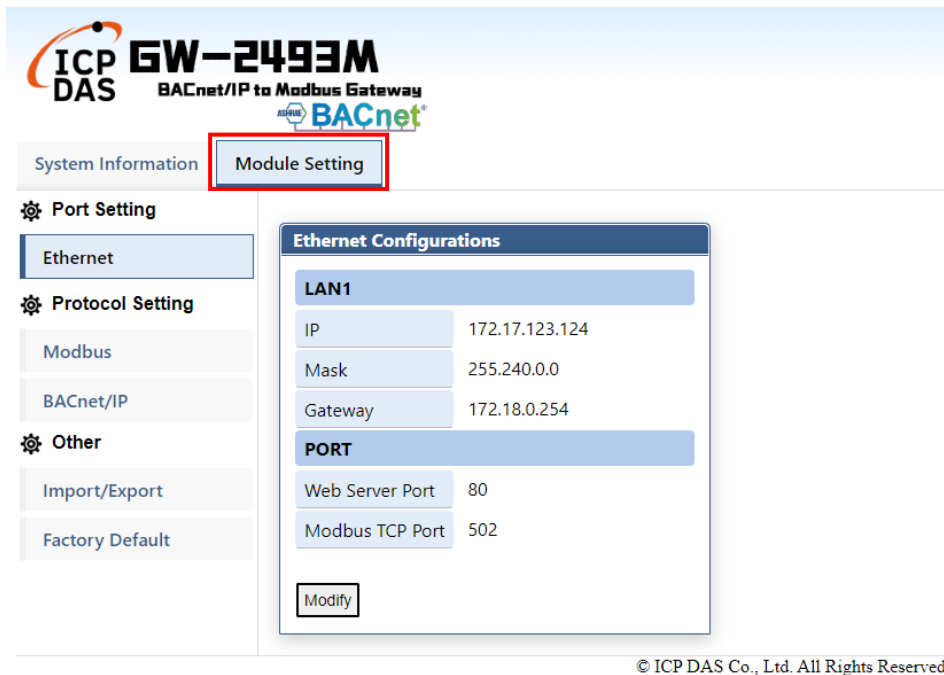 ICP DAS GW-2493M
BACnet/IP to Modbus Gateway
ASHRAE BACnet®
System Information Module Setting
Port Setting
Ethernet
Protocol Setting
Modbus
BACnet/IP
Other
Import/Export
Factory Default
Ethernet Configurations
LAN1
IP 172.17.123.124
Mask 255.240.0.0
Gateway 172.18.0.254
PORT
Web Server Port 80
Modbus TCP Port 502
Modify
© ICP DAS Co., Ltd. All Rights Reserved